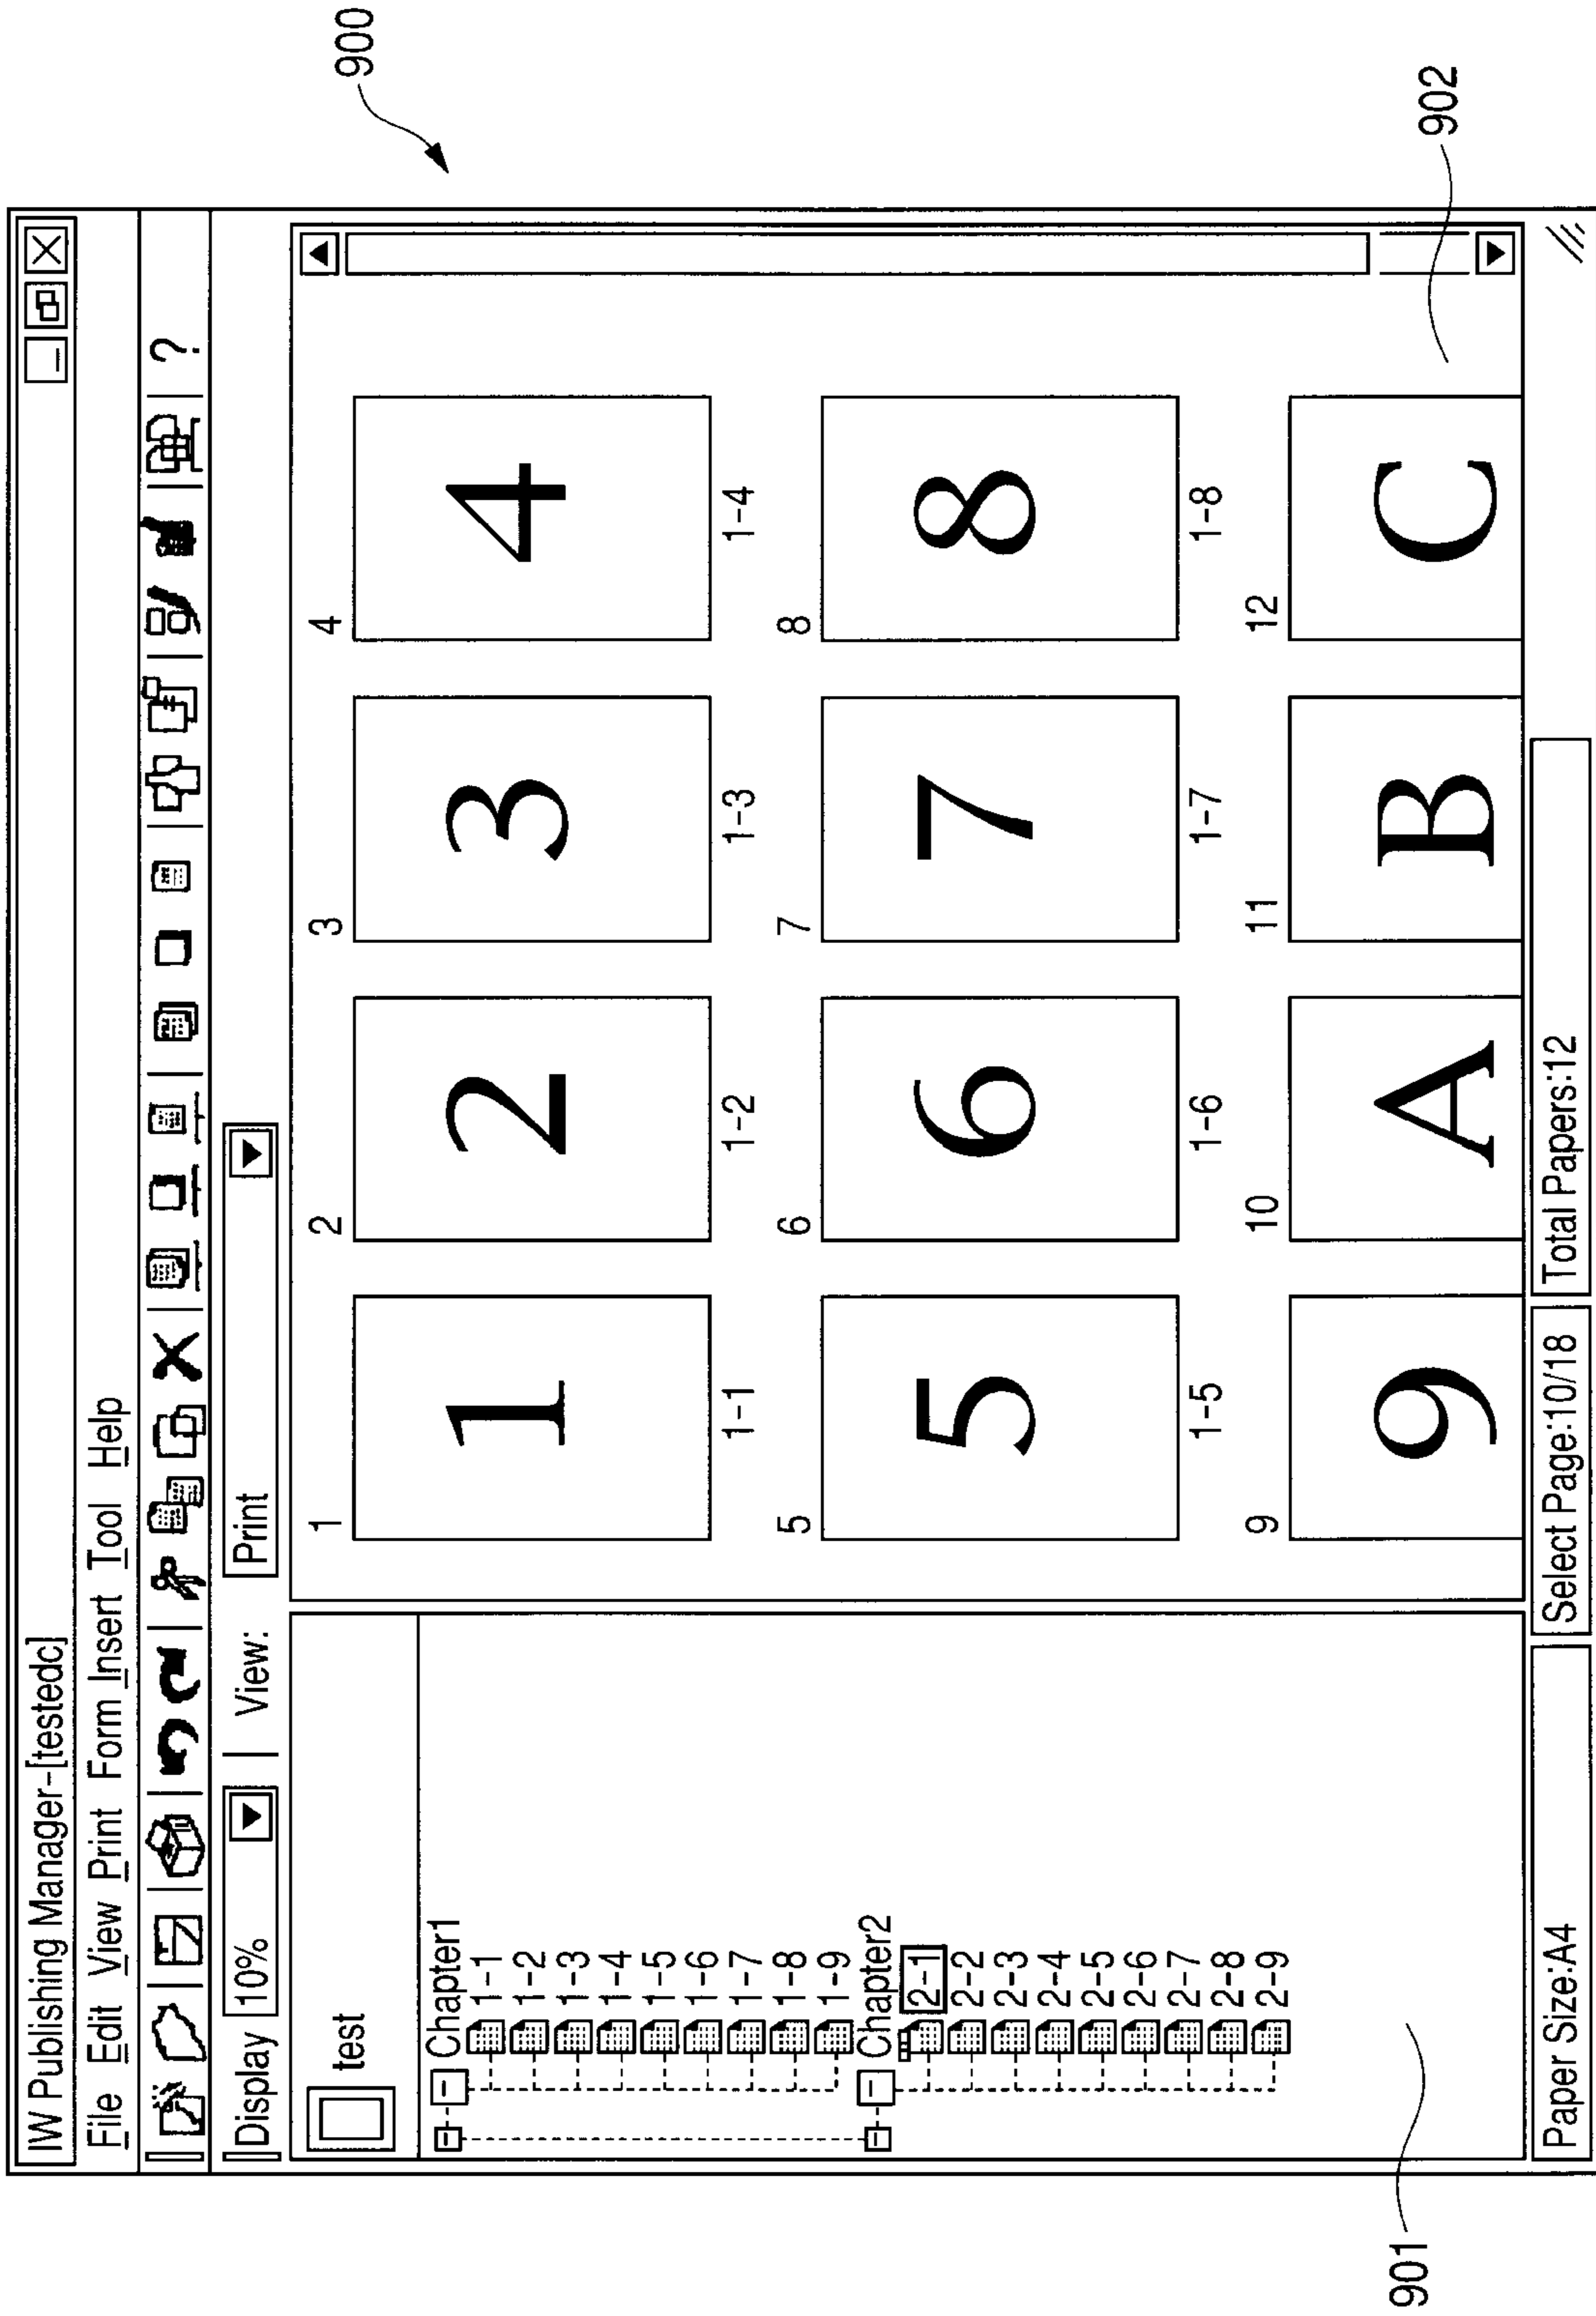 900
IW Publishing Manager-[testedc]
File Edit View Print Form Insert Tool Help
?
Display 10% View: Print
test
Chapter1
1-1
1-2
1-3
1-4
1-5
1-6
1-7
1-8
1-9
Chapter2
2-1
2-2
2-3
2-4
2-5
2-6
2-7
2-8
2-9
1 2 3 4
1 2 3 4
1-1 1-2 1-3 1-4
5 6 7 8
5 6 7 8
1-5 1-6 1-7 1-8
9 10 11 12
9 A B C
Paper Size:A4 Select Page:10/18 Total Papers:12
901
902